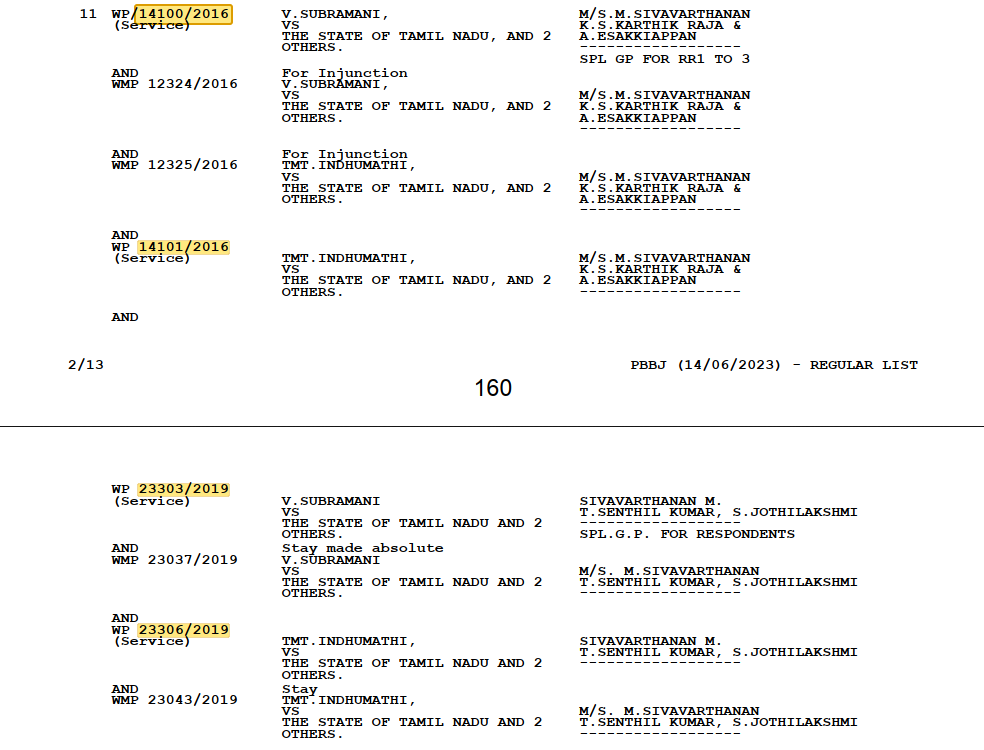 11 WP/14100/2016 V.SUBRAMANI, M/S.M.SIVAVARTHANAN
(Service) VS K.S.KARTHIK RAJA &
THE STATE OF TAMIL NADU, AND 2 A.ESAKKIAPPAN
OTHERS. ------------------
SPL GP FOR RR1 TO 3
AND For Injunction
WMP 12324/2016 V.SUBRAMANI,
VS M/S.M.SIVAVARTHANAN
THE STATE OF TAMIL NADU, AND 2 K.S.KARTHIK RAJA &
OTHERS. A.ESAKKIAPPAN
------------------
AND For Injunction
WMP 12325/2016 TMT.INDHUMATHI,
VS M/S.M.SIVAVARTHANAN
THE STATE OF TAMIL NADU, AND 2 K.S.KARTHIK RAJA &
OTHERS. A.ESAKKIAPPAN
------------------
AND
WP 14101/2016
(Service) TMT.INDHUMATHI, M/S.M.SIVAVARTHANAN
VS K.S.KARTHIK RAJA &
THE STATE OF TAMIL NADU, AND 2 A.ESAKKIAPPAN
OTHERS. ------------------
AND
2/13 PBBJ (14/06/2023) - REGULAR LIST
160
WP 23303/2019
(Service) V.SUBRAMANI SIVAVARTHANAN M.
VS T.SENTHIL KUMAR, S.JOTHILAKSHMI
THE STATE OF TAMIL NADU AND 2 ------------------
OTHERS. SPL.G.P. FOR RESPONDENTS
AND Stay made absolute
WMP 23037/2019 V.SUBRAMANI
VS M/S. M.SIVAVARTHANAN
THE STATE OF TAMIL NADU AND 2 T.SENTHIL KUMAR, S.JOTHILAKSHMI
OTHERS. ------------------
AND
WP 23306/2019
(Service) TMT.INDHUMATHI, SIVAVARTHANAN M.
VS T.SENTHIL KUMAR, S.JOTHILAKSHMI
THE STATE OF TAMIL NADU AND 2 ------------------
OTHERS.
AND Stay
WMP 23043/2019 TMT.INDHUMATHI,
VS M/S. M.SIVAVARTHANAN
THE STATE OF TAMIL NADU AND 2 T.SENTHIL KUMAR, S.JOTHILAKSHMI
OTHERS. ------------------